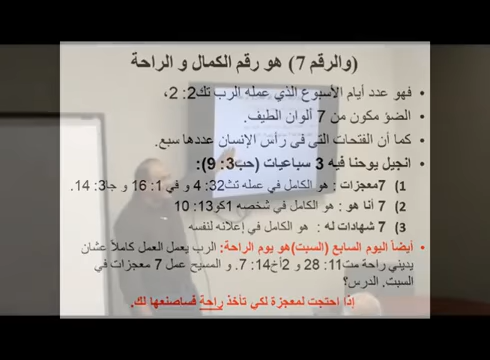 (والرقم 7) هو رقم الكمال و الراحة
• فهو عدد أيام الأسبوع الذي عمله الرب تك2: 2،
• الضؤ مكون من 7 ألوان الطيف.
• كما أن الفتحات التى فى رأس الإنسان عددها سبع.
• انجيل يوحنا فيه 3 سباعيات (حب3: 9):
1) 7معجزات : هو الكامل في عمله تث32: 4 و في 1: 16 و جا3: 14.
2) 7 أنا هو : هو الكامل في شخصه 1كو13: 10
3) 7 شهادات له : هو الكامل في إعلانه لنفسه
• أيضاً اليوم السابع (السبت)هو يوم الراحة: الرب يعمل العمل كاملاً عشان
يديني راحة مت11: 28 و 2أخ14: 7. و المسيح عمل 7 معجزات في
السبت. الدرس؟
إذا احتجت لمعجزة لكي تأخذ راحة فساصنعها لك.